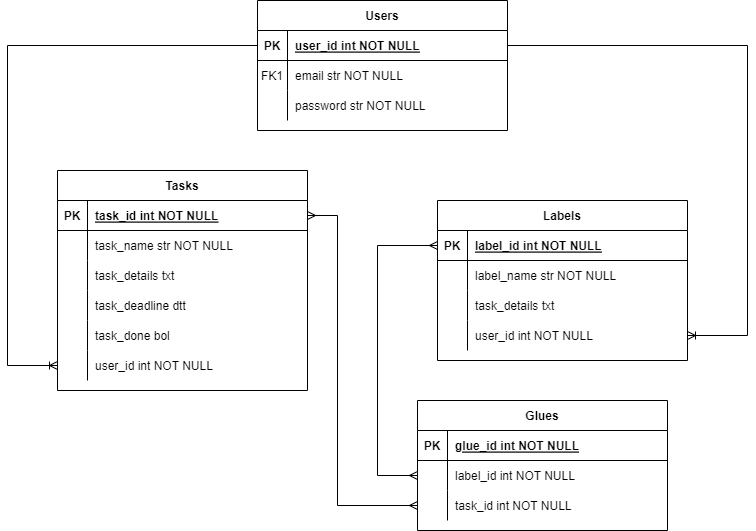 Users
PK user_id int NOT NULL
FK1 email str NOT NULL
password str NOT NULL
Tasks
PK task_id int NOT NULL
task_name str NOT NULL
task_details txt
task_deadline dtt
task_done bol
user_id int NOT NULL
Labels
PK label_id int NOT NULL
label_name str NOT NULL
task_details txt
user_id int NOT NULL
Glues
PK glue_id int NOT NULL
label_id int NOT NULL
task_id int NOT NULL